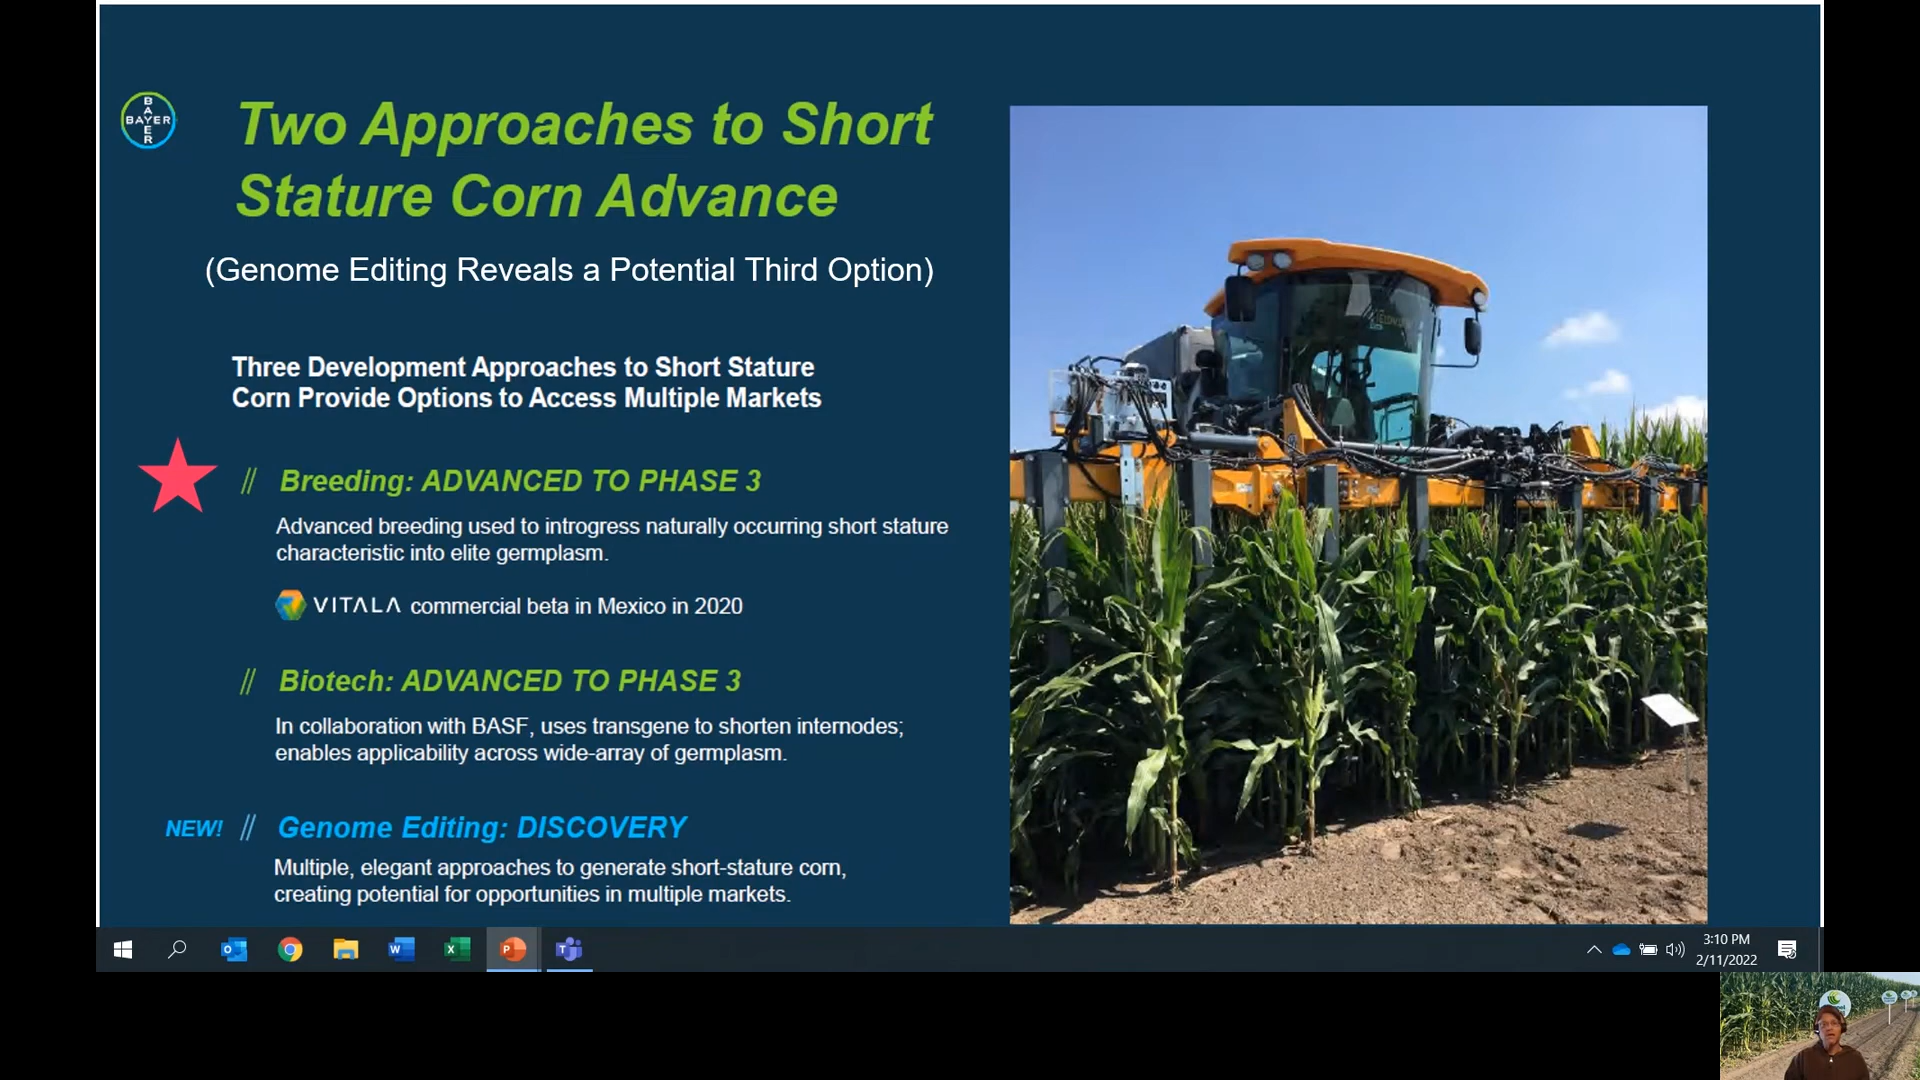 BAYER
BAYER
Two Approaches to Short
Stature Corn Advance
(Genome Editing Reveals a Potential Third Option)
Three Development Approaches to Short Stature
Corn Provide Options to Access Multiple Markets
// Breeding: ADVANCED TO PHASE 3
Advanced breeding used to introgress naturally occurring short stature
characteristic into elite germplasm.
VITALA commercial beta in Mexico in 2020
// Biotech: ADVANCED TO PHASE 3
In collaboration with BASF, uses transgene to shorten internodes;
enables applicability across wide-array of germplasm.
NEW! // Genome Editing: DISCOVERY
Multiple, elegant approaches to generate short-stature corn,
creating potential for opportunities in multiple markets.
3:10 PM
2/11/2022